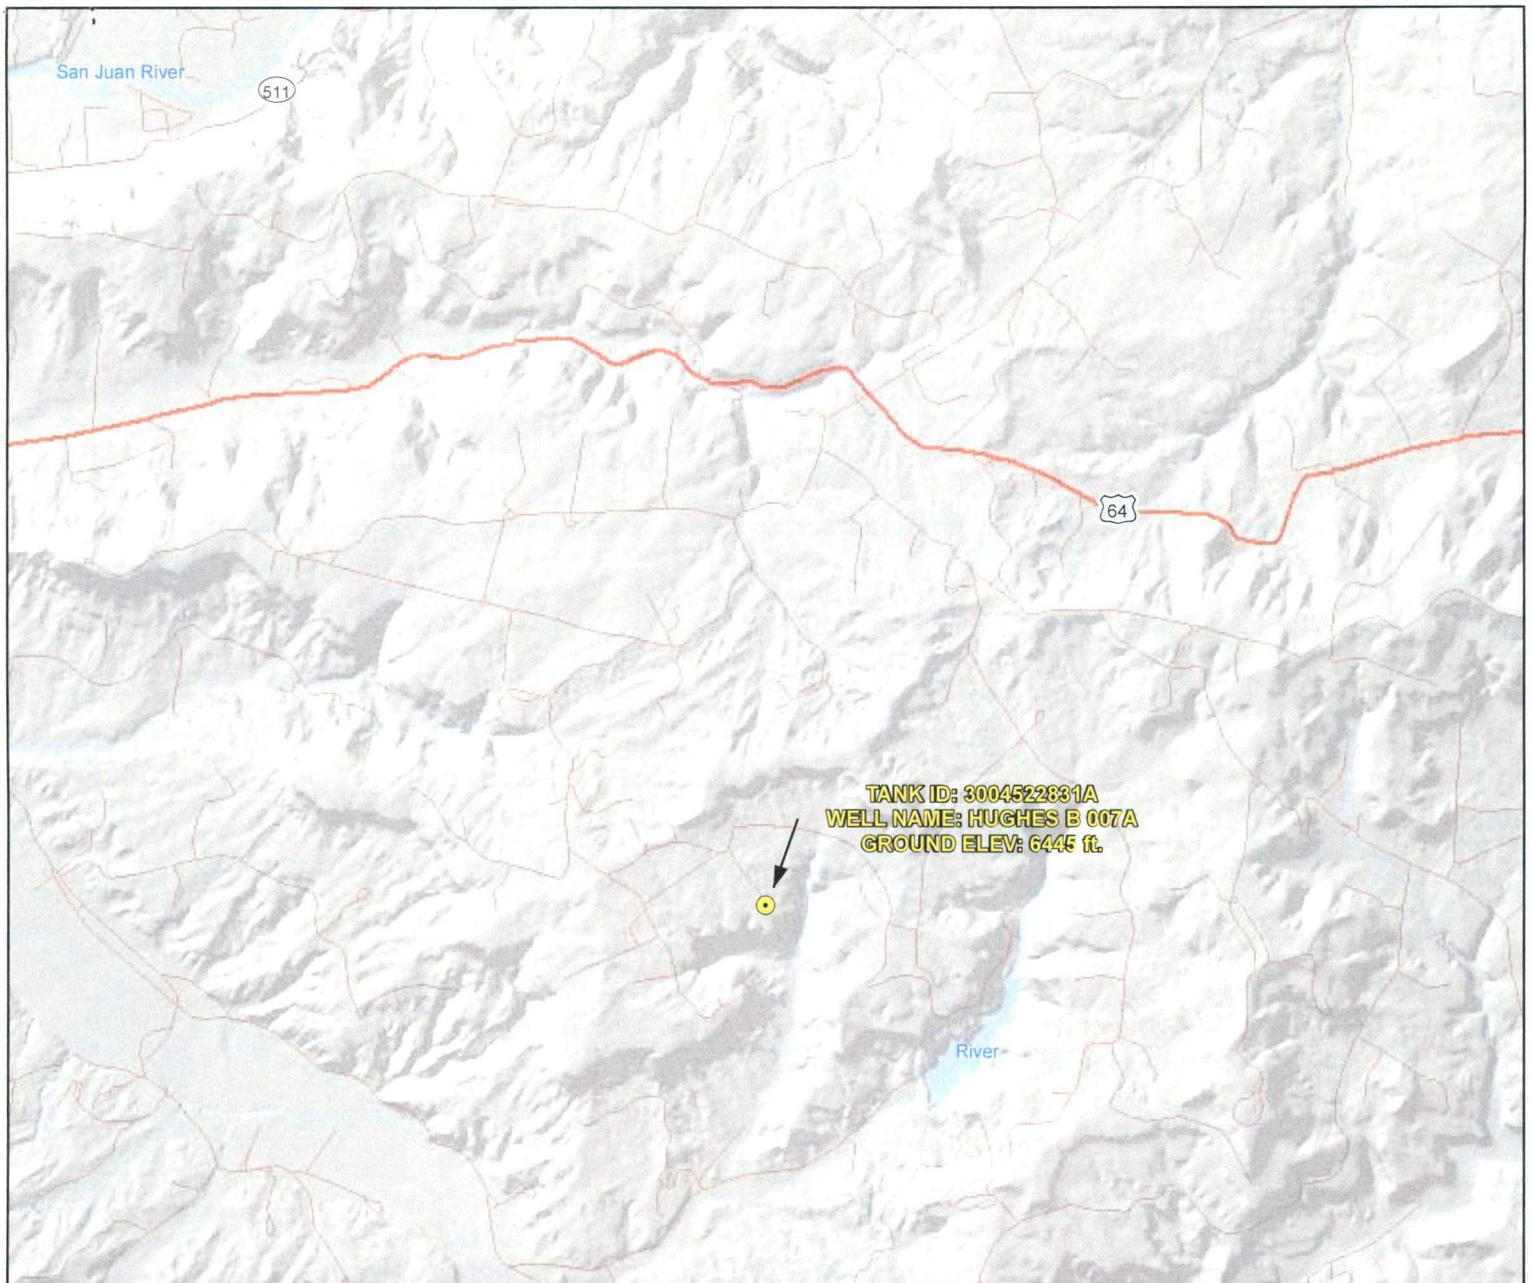 San Juan River
511
64
TANK ID: 3004522831A
WELL NAME: HUGHES B 007A
GROUND ELEV: 6445 ft.
River